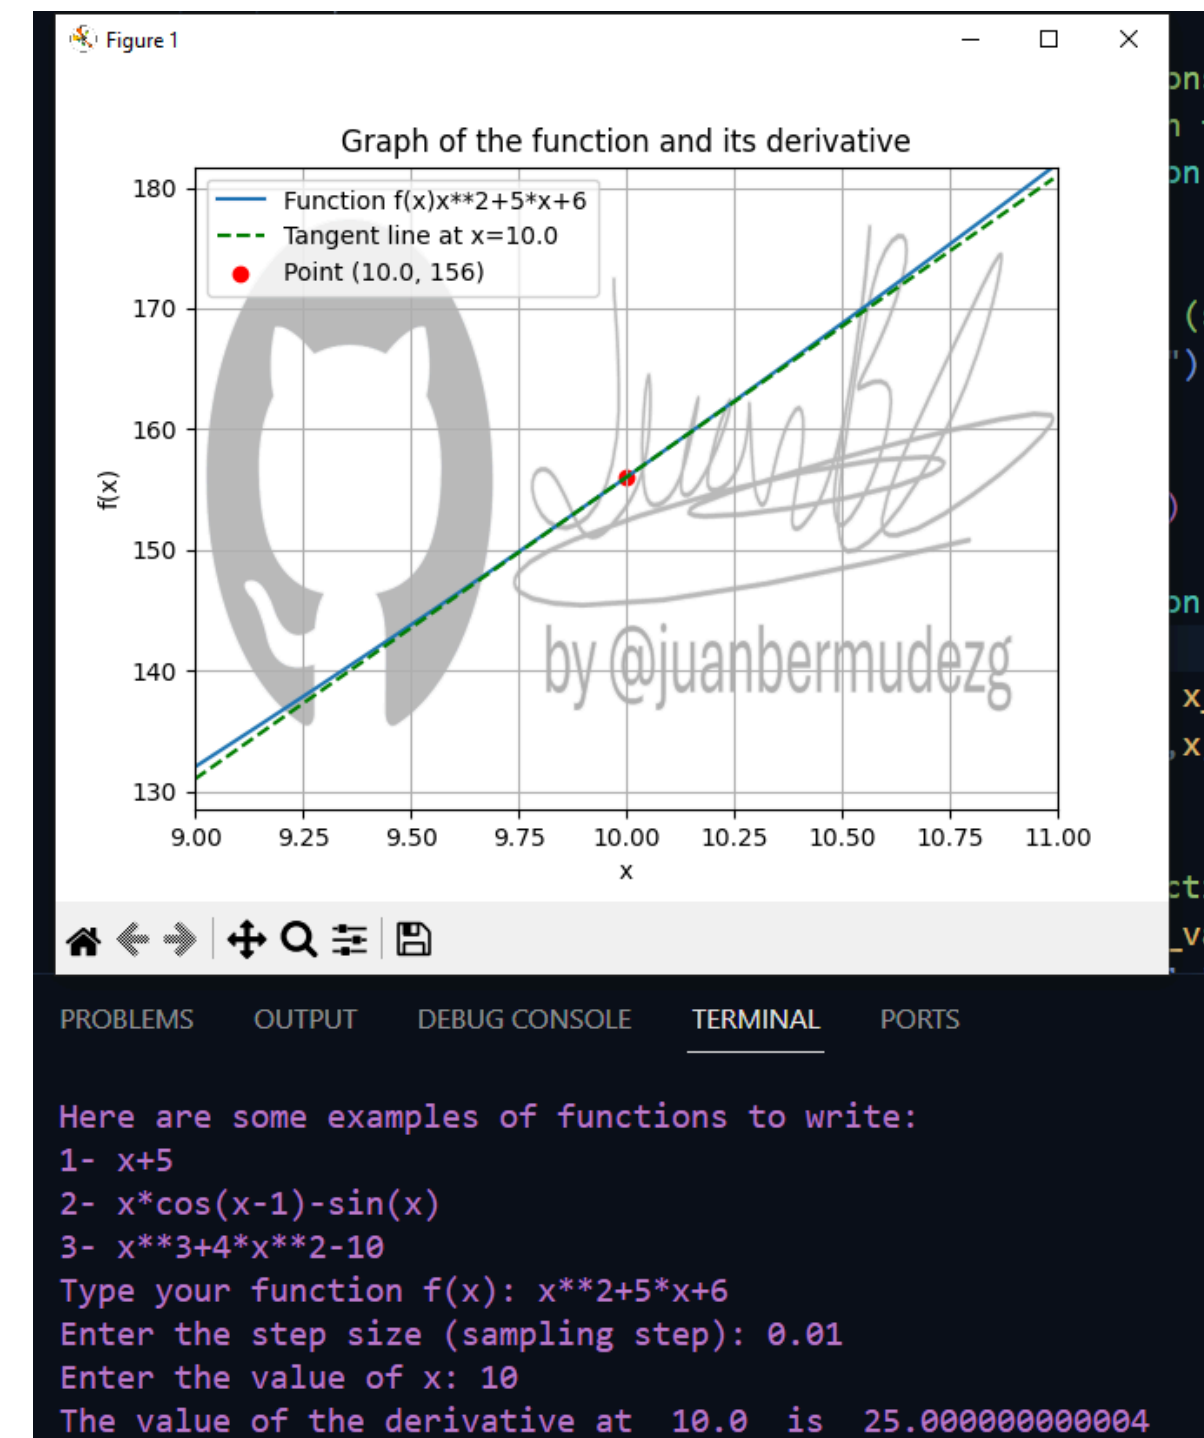 Figure 1
Graph of the function and its derivative
Function f(x)x**2+5*x+6
Tangent line at x=10.0
Point (10.0, 156)
180
170
160
150
140
130
f(x)
9.00 9.25 9.50 9.75 10.00 10.25 10.50 10.75 11.00
x
by @juanbermudezg
PROBLEMS OUTPUT DEBUG CONSOLE TERMINAL PORTS
Here are some examples of functions to write:
1- x+5
2- x*cos(x-1)-sin(x)
3- x**3+4*x**2-10
Type your function f(x): x**2+5*x+6
Enter the step size (sampling step): 0.01
Enter the value of x: 10
The value of the derivative at  10.0  is  25.000000000004